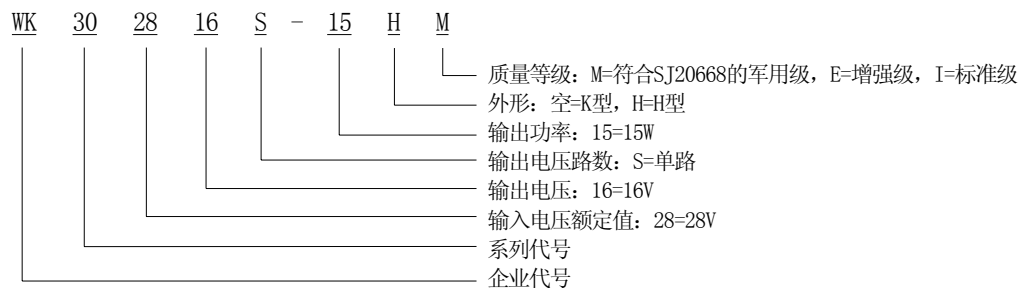 WK 30 28 16 S - 15 H M
质量等级：M=符合SJ20668的军用级，E=增强级，I=标准级
外形：空=K型，H=H型
输出功率：15=15W
输出电压路数：S=单路
输出电压：16=16V
输入电压额定值：28=28V
系列代号
企业代号